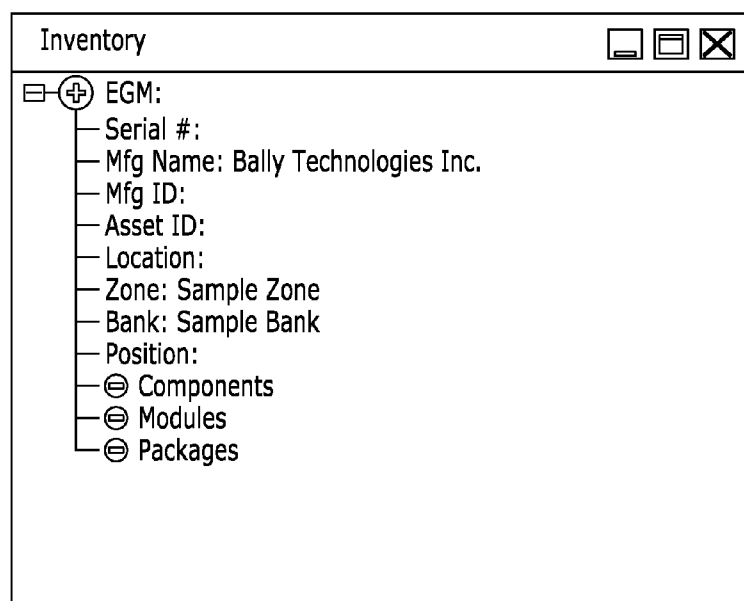 Inventory
EGM:
Serial #:
Mfg Name: Bally Technologies Inc.
Mfg ID:
Asset ID:
Location:
Zone: Sample Zone
Bank: Sample Bank
Position:
Components
Modules
Packages